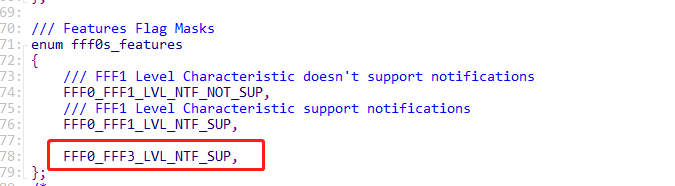 69:
70: /// Features Flag Masks
71: enum fff0s_features
72: {
73: /// FFF1 Level Characteristic doesn't support notifications
74: FFF0_FFF1_LVL_NTF_NOT_SUP,
75: /// FFF1 Level Characteristic support notifications
76: FFF0_FFF1_LVL_NTF_SUP,
77:
78: FFF0_FFF3_LVL_NTF_SUP,
79: };